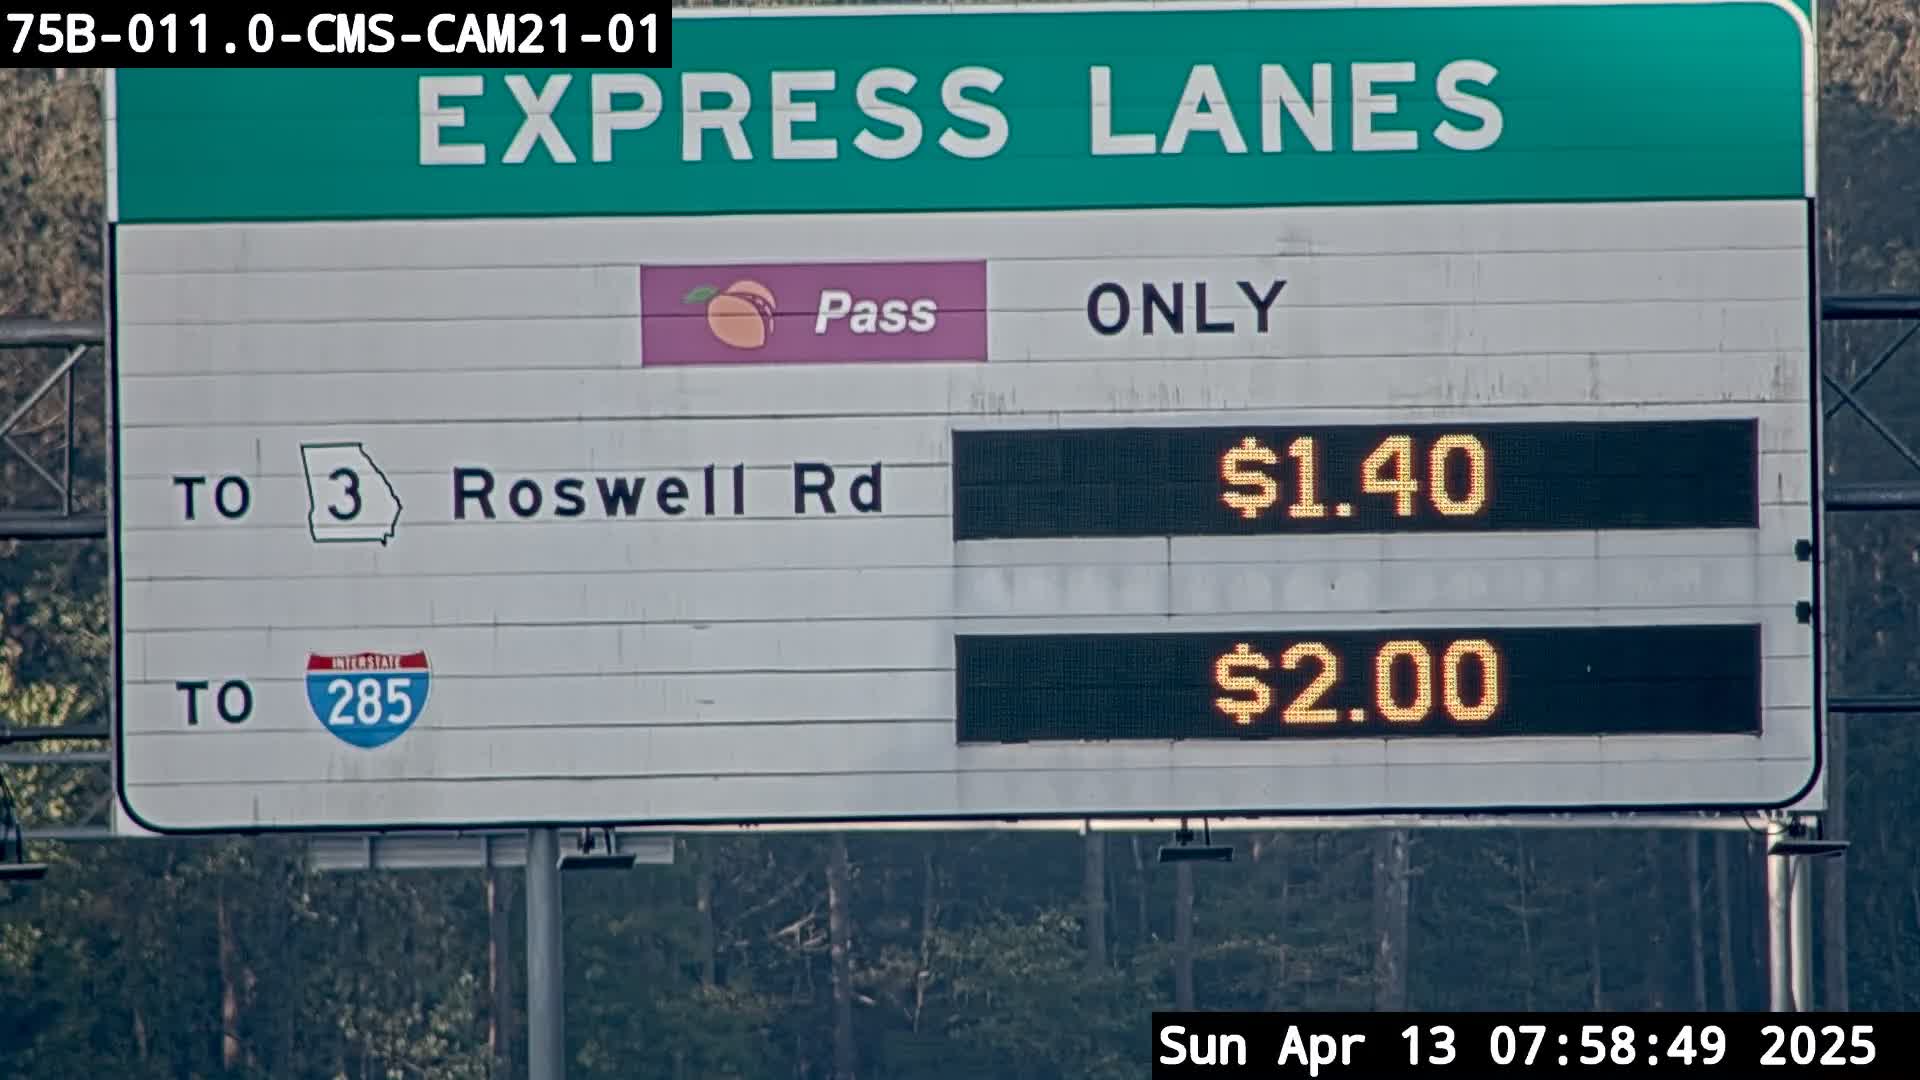 75B-011.0-CMS-CAM21-01
EXPRESS LANES
Pass ONLY
TO 3 Roswell Rd $1.40
TO INTERSTATE 285 $2.00
Sun Apr 13 07:58:49 2025